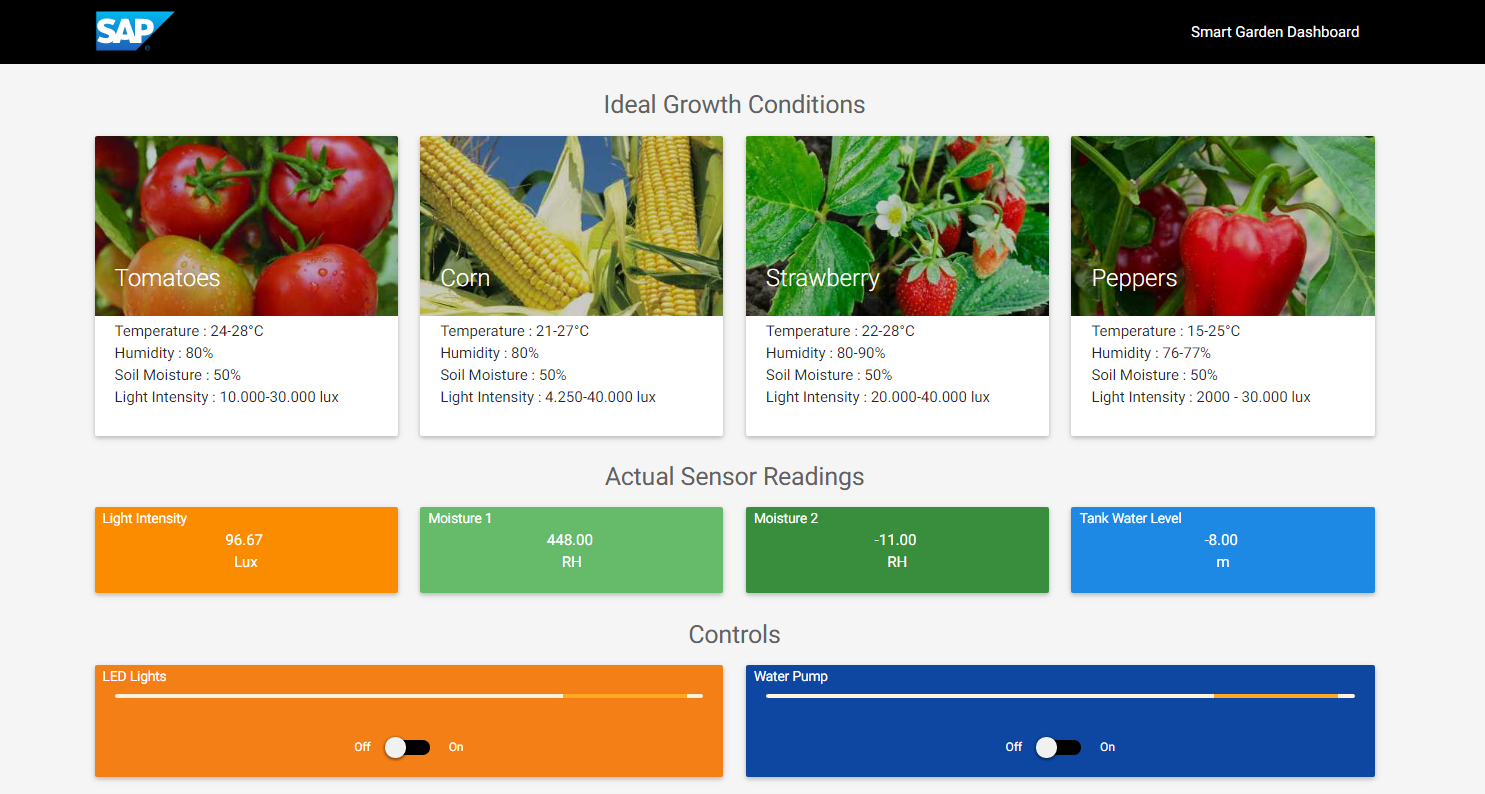 SAP
Smart Garden Dashboard
Ideal Growth Conditions
Tomatoes
Temperature : 24-28°C
Humidity : 80%
Soil Moisture : 50%
Light Intensity : 10.000-30.000 lux
Corn
Temperature : 21-27°C
Humidity : 80%
Soil Moisture : 50%
Light Intensity : 4.250-40.000 lux
Strawberry
Temperature : 22-28°C
Humidity : 80-90%
Soil Moisture : 50%
Light Intensity : 20.000-40.000 lux
Peppers
Temperature : 15-25°C
Humidity : 76-77%
Soil Moisture : 50%
Light Intensity : 2000 - 30.000 lux
Actual Sensor Readings
Light Intensity
96.67
Lux
Moisture 1
448.00
RH
Moisture 2
-11.00
RH
Tank Water Level
-8.00
m
Controls
LED Lights
Off On
Water Pump
Off On